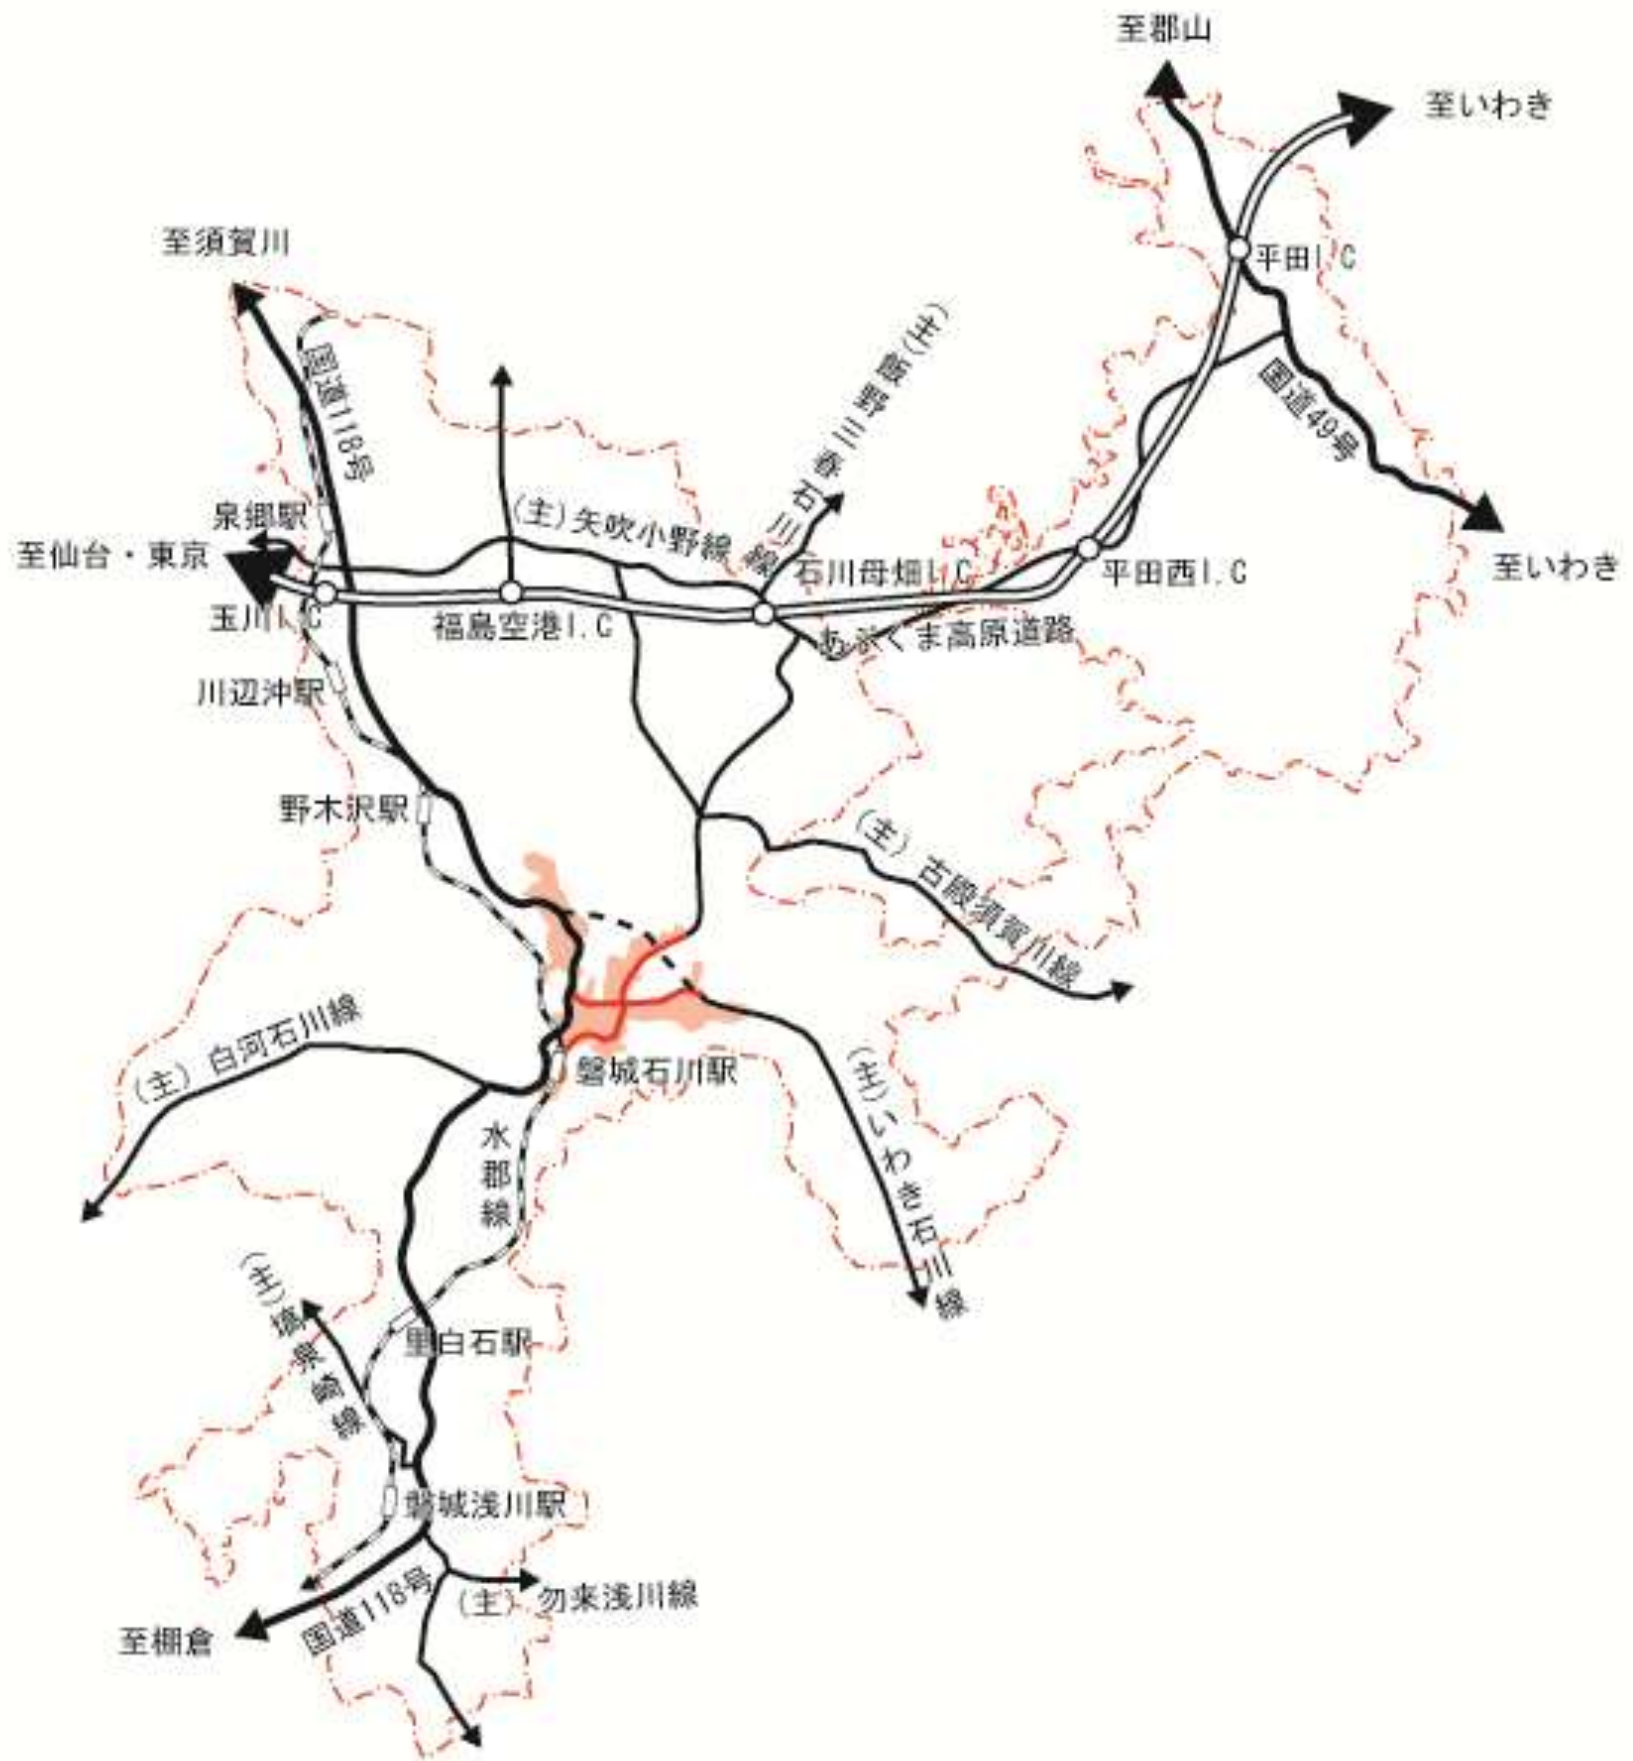 至郡山
至いわき
至須賀川
平田I.C
国道118号
(主)飯野三春石川線
国道49号
泉郷駅
(主)矢吹小野線
至仙台・東京
石川母畑I.C
平田西I.C
至いわき
玉川I.C
福島空港I.C
あぶくま高原道路
川辺沖駅
野木沢駅
(主)古殿須賀川線
(主)白河石川線
磐城石川駅
(主)いわき石川線
水郡線
(主)塙泉崎線
里白石駅
磐城浅川駅
国道118号
(主)勿来浅川線
至棚倉